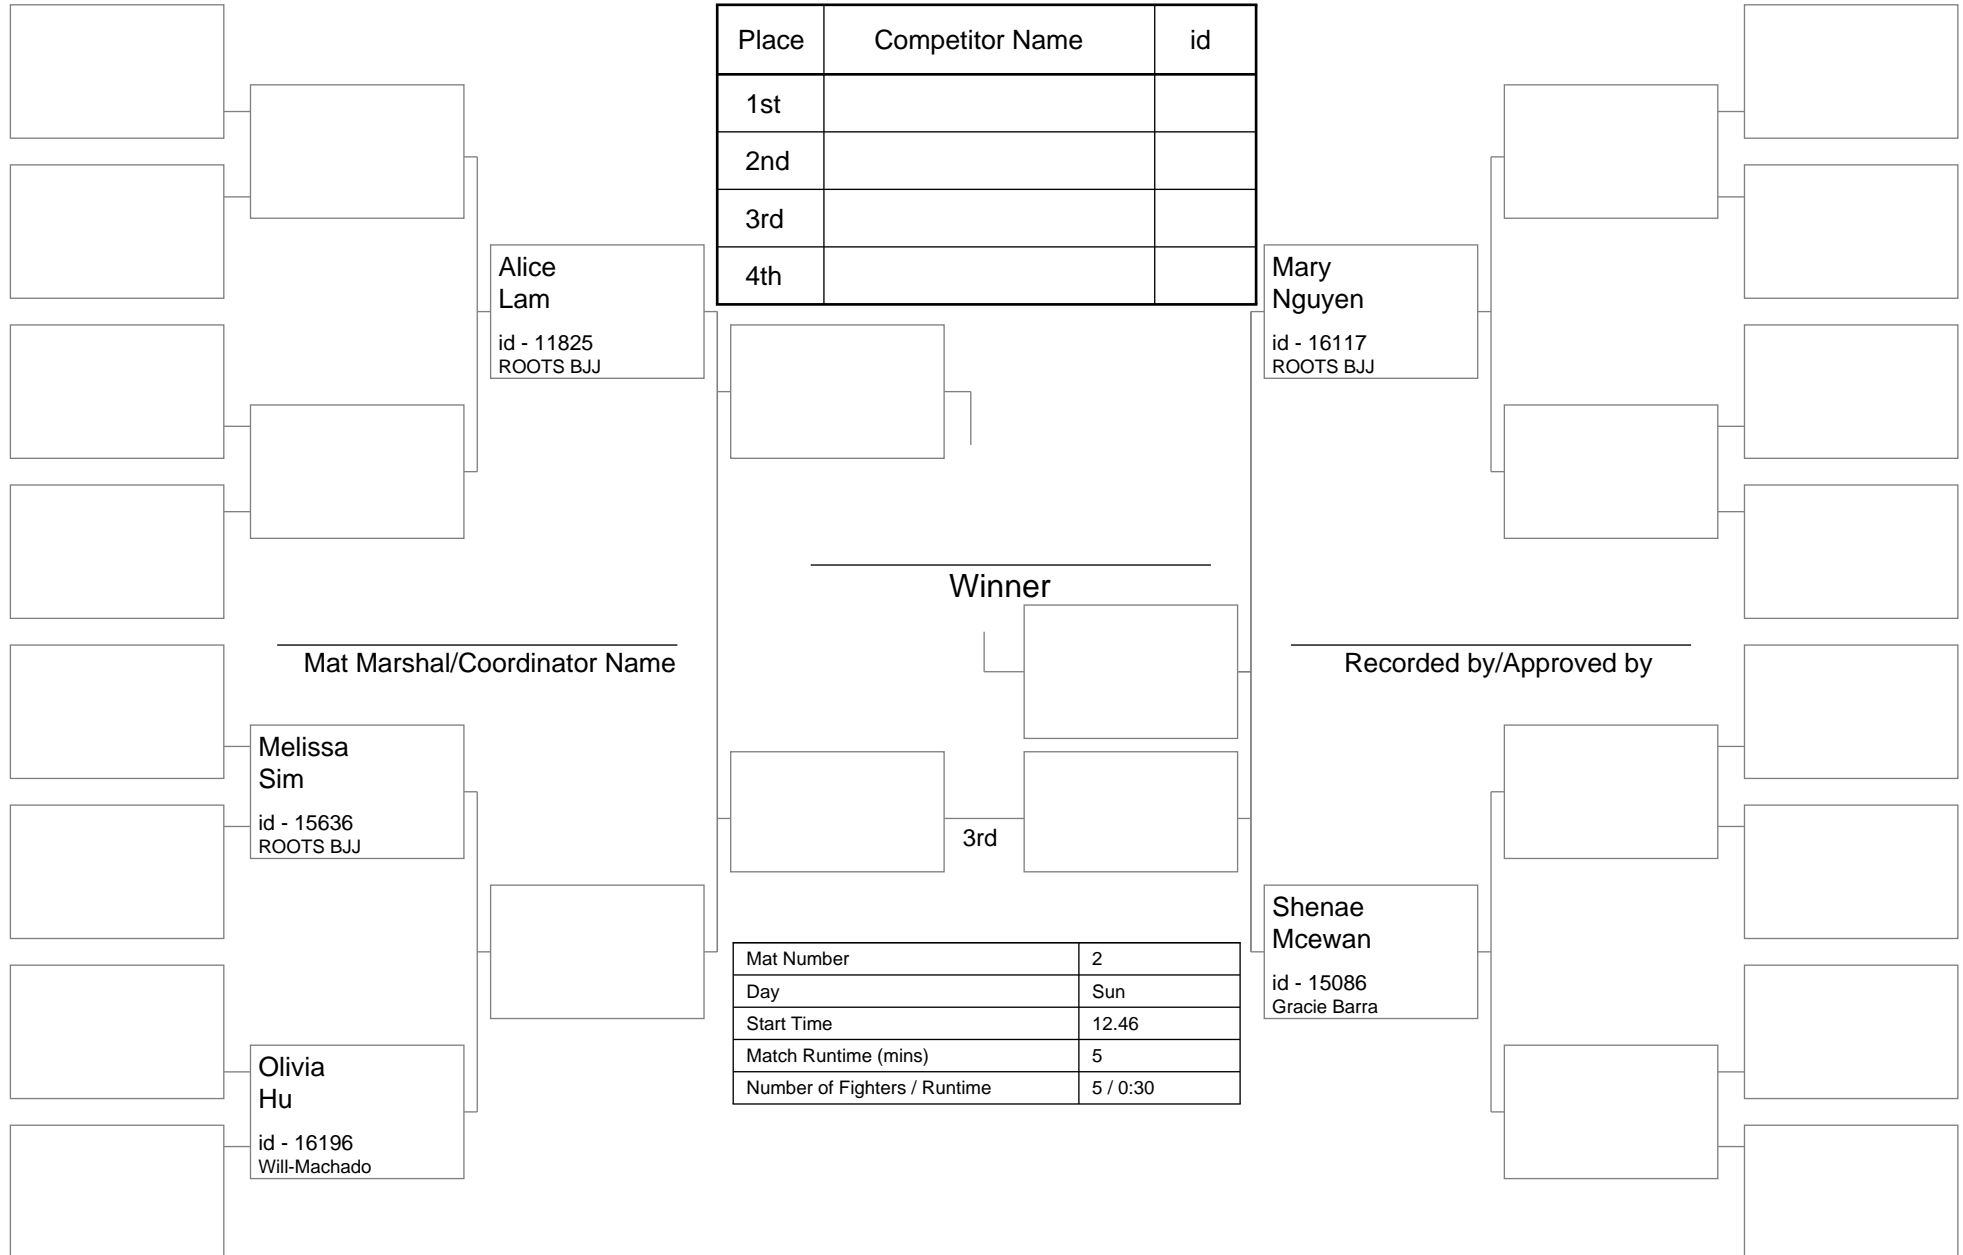 Place Competitor Name id
1st
2nd
3rd
4th
Alice
Lam
id - 11825
ROOTS BJJ
Mary
Nguyen
id - 16117
ROOTS BJJ
Winner
Mat Marshal/Coordinator Name
Recorded by/Approved by
Melissa
Sim
id - 15636
ROOTS BJJ
3rd
Shenae
Mcewan
id - 15086
Gracie Barra
Mat Number 2
Day Sun
Start Time 12.46
Match Runtime (mins) 5
Number of Fighters / Runtime 5 / 0:30
Olivia
Hu
id - 16196
Will-Machado